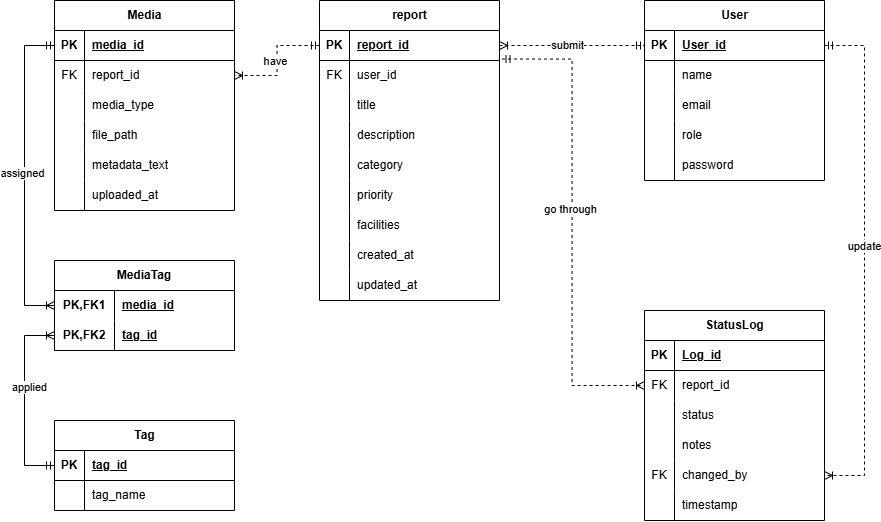 Media
PK media_id
FK report_id
media_type
file_path
metadata_text
uploaded_at
have
report
PK report_id
FK user_id
title
description
category
priority
facilities
created_at
updated_at
submit
User
PK User_id
name
email
role
password
assigned
go through
update
MediaTag
PK,FK1 media_id
PK,FK2 tag_id
applied
Tag
PK tag_id
tag_name
StatusLog
PK Log_id
FK report_id
status
notes
FK changed_by
timestamp